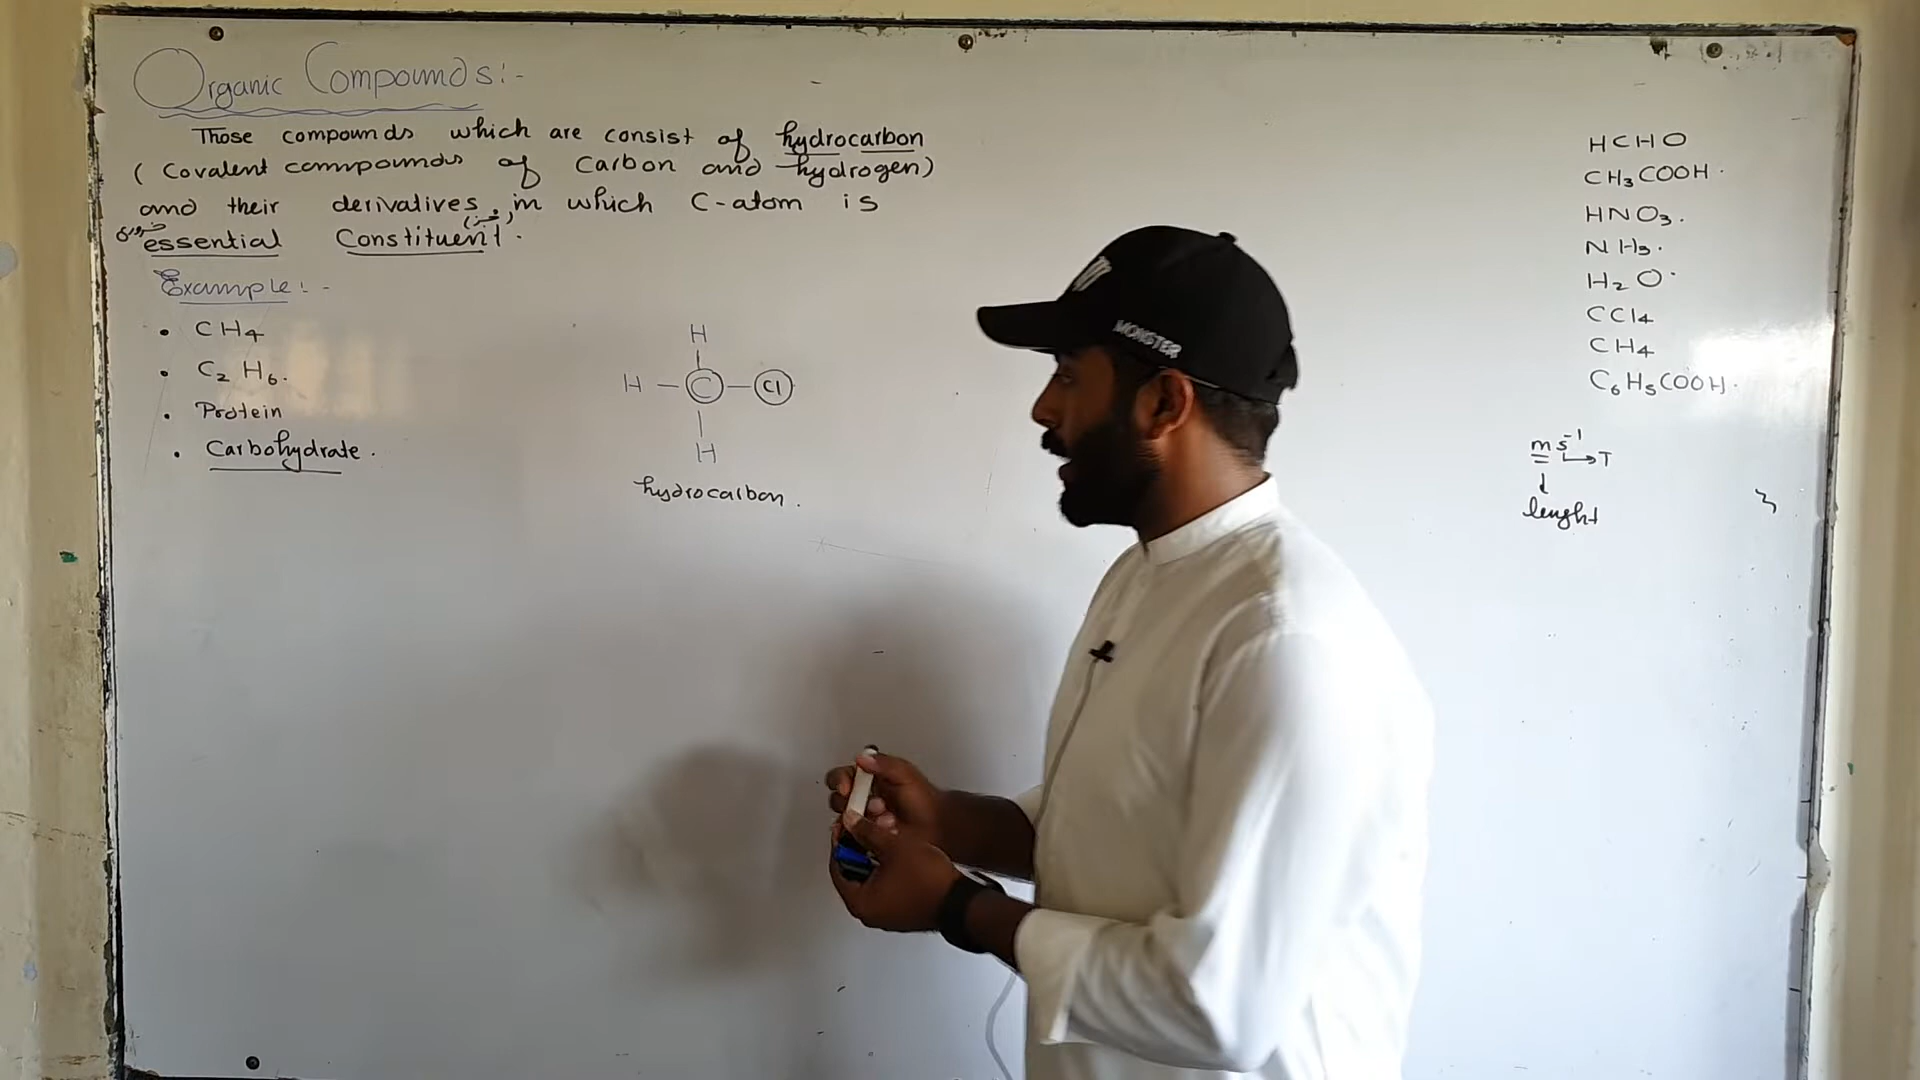 Organic Compounds:-
Those compounds which are consist of hydrocarbon
( Covalent compounds of Carbon and hydrogen)
and their derivatives in which C-atom is
essential Constituent.
Example:-
• CH4
• C2 H6.
• Protein
• Carbohydrate.
H
H — C — Cl
H
hydrocarbon.
MONSTER
HCHO
CH3COOH.
HNO3.
NH3.
H2O.
CCl4
CH4
C6H5COOH.
m s-1
→T
lenght